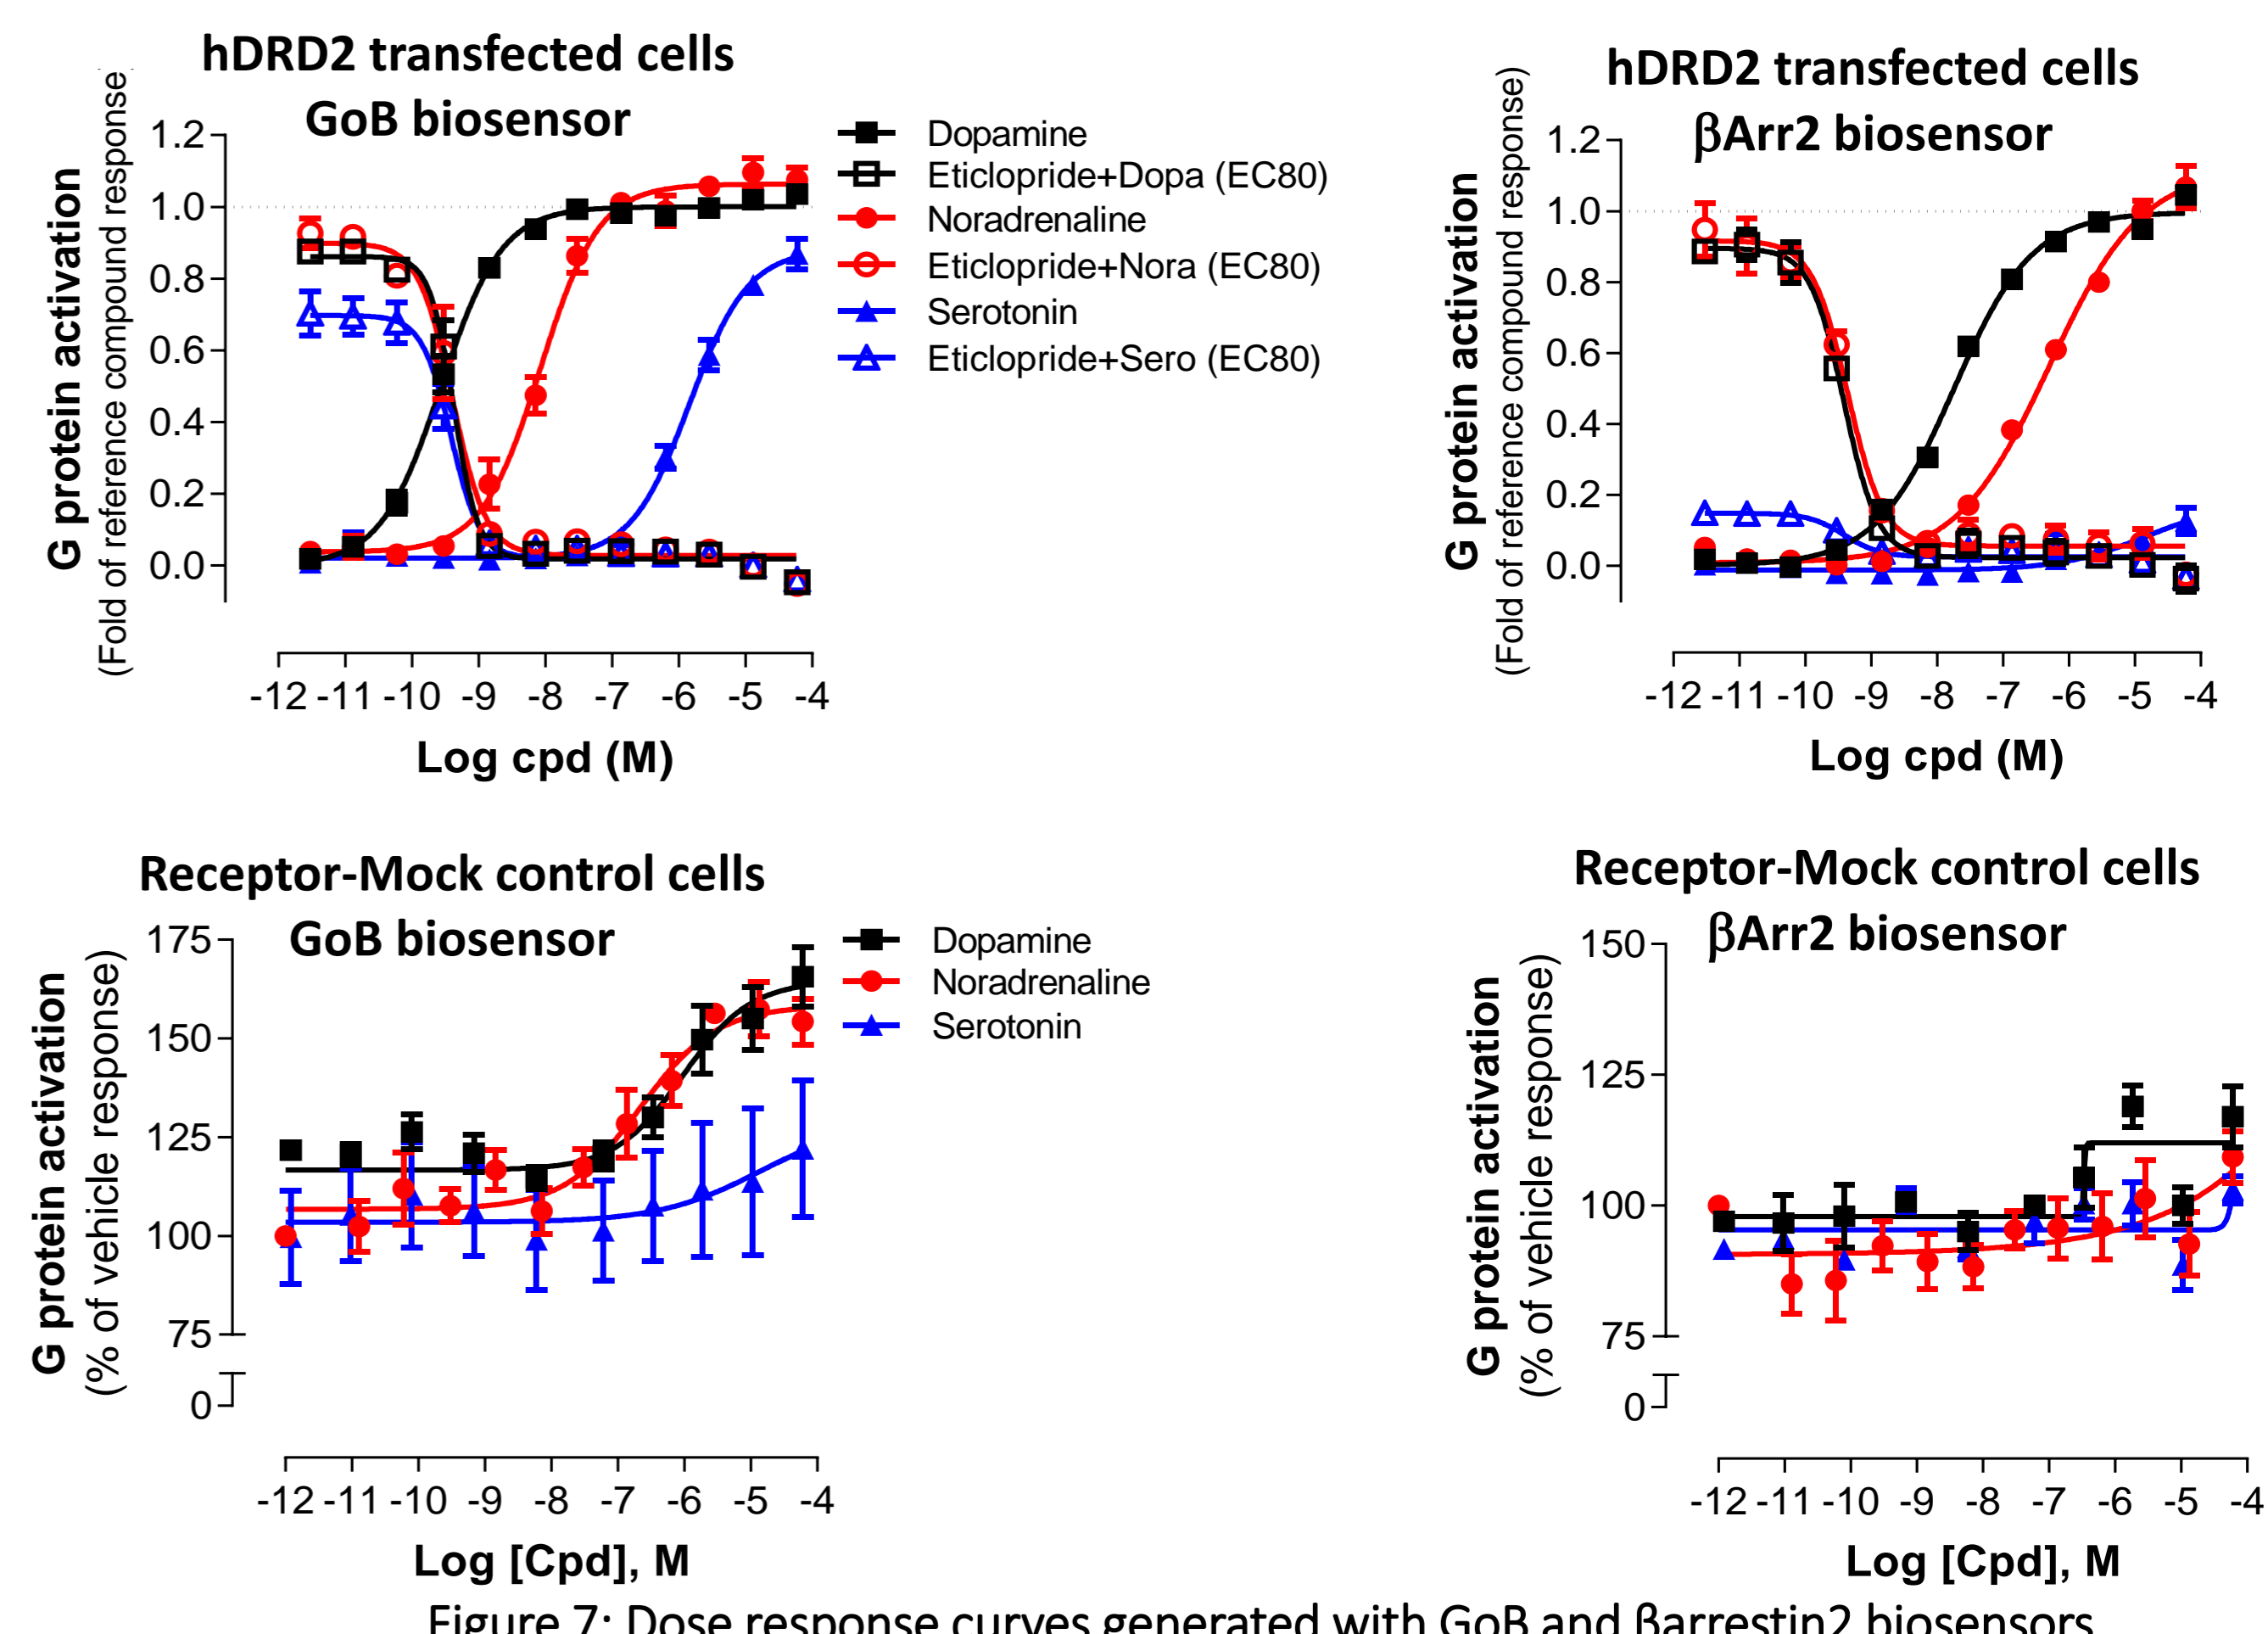 hDRD2 transfected cells
GoB biosensor
G protein activation
(Fold of reference compound response)
1.2
1.0
0.8
0.6
0.4
0.2
0.0
-12 -11 -10 -9 -8 -7 -6 -5 -4
Log cpd (M)
Dopamine
Eticlopride+Dopa (EC80)
Noradrenaline
Eticlopride+Nora (EC80)
Serotonin
Eticlopride+Sero (EC80)
hDRD2 transfected cells
βArr2 biosensor
G protein activation
(Fold of reference compound response)
1.2
1.0
0.8
0.6
0.4
0.2
0.0
-12 -11 -10 -9 -8 -7 -6 -5 -4
Log cpd (M)
Receptor-Mock control cells
GoB biosensor
G protein activation
(% of vehicle response)
175
150
125
100
75
0
-12 -11 -10 -9 -8 -7 -6 -5 -4
Log [Cpd], M
Dopamine
Noradrenaline
Serotonin
Receptor-Mock control cells
βArr2 biosensor
G protein activation
(% of vehicle response)
150
125
100
75
0
-12 -11 -10 -9 -8 -7 -6 -5 -4
Log [Cpd], M
Figure 7: Dose response curves generated with GoB and βarrestin2 biosensors